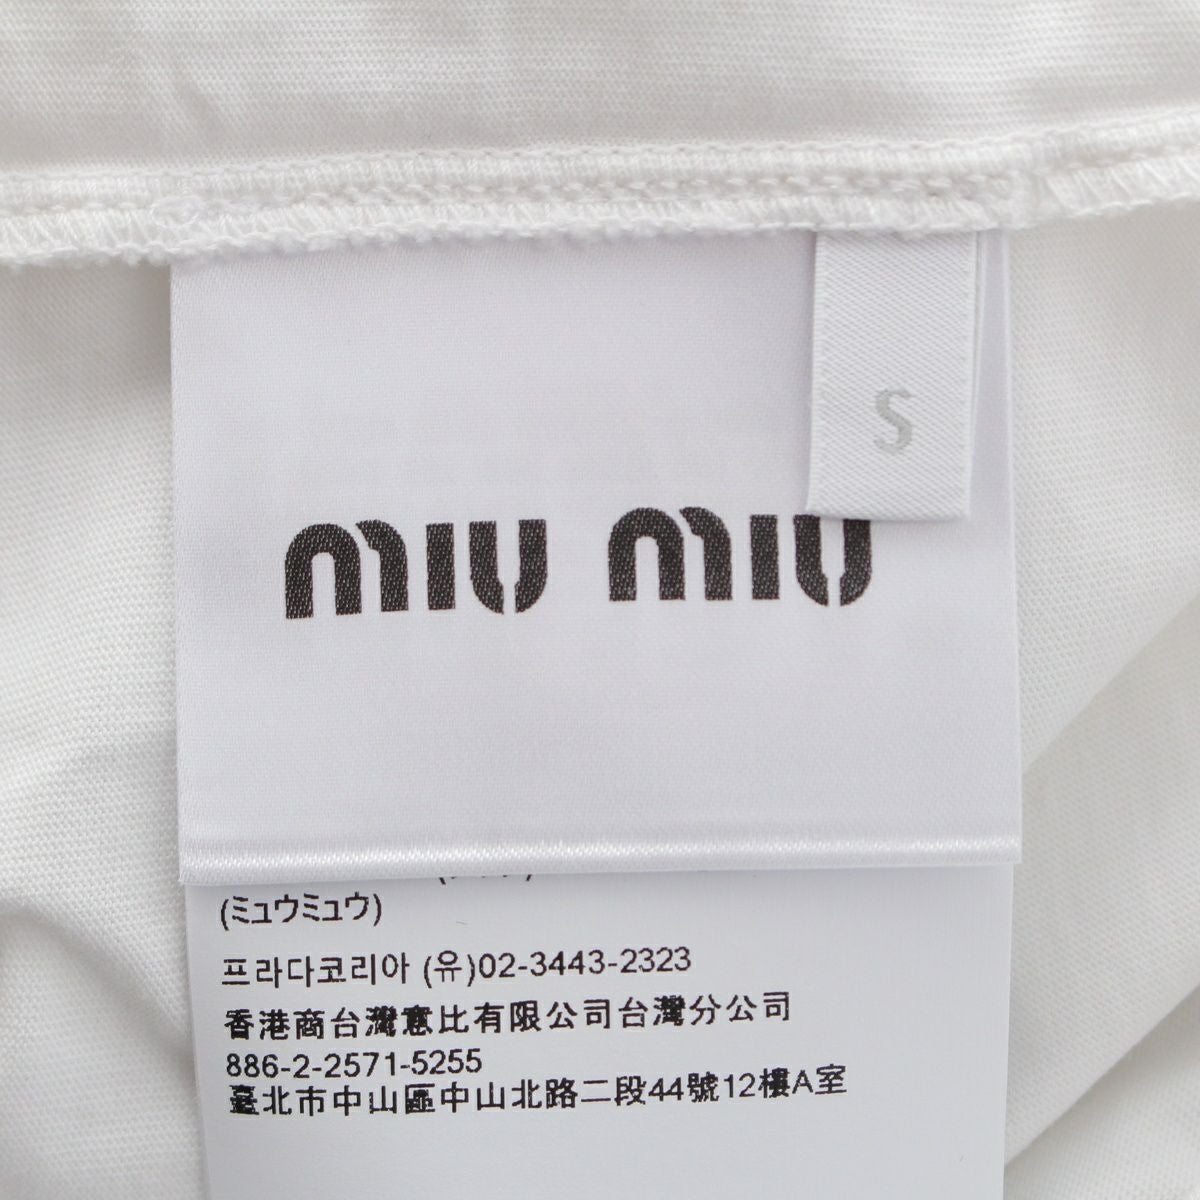 S
miu miu
(ミュウミュウ)
프라다코리아 (유)02-3443-2323
香港商台灣意比有限公司台灣分公司
886-2-2571-5255
臺北市中山區中山北路二段44號12樓A室